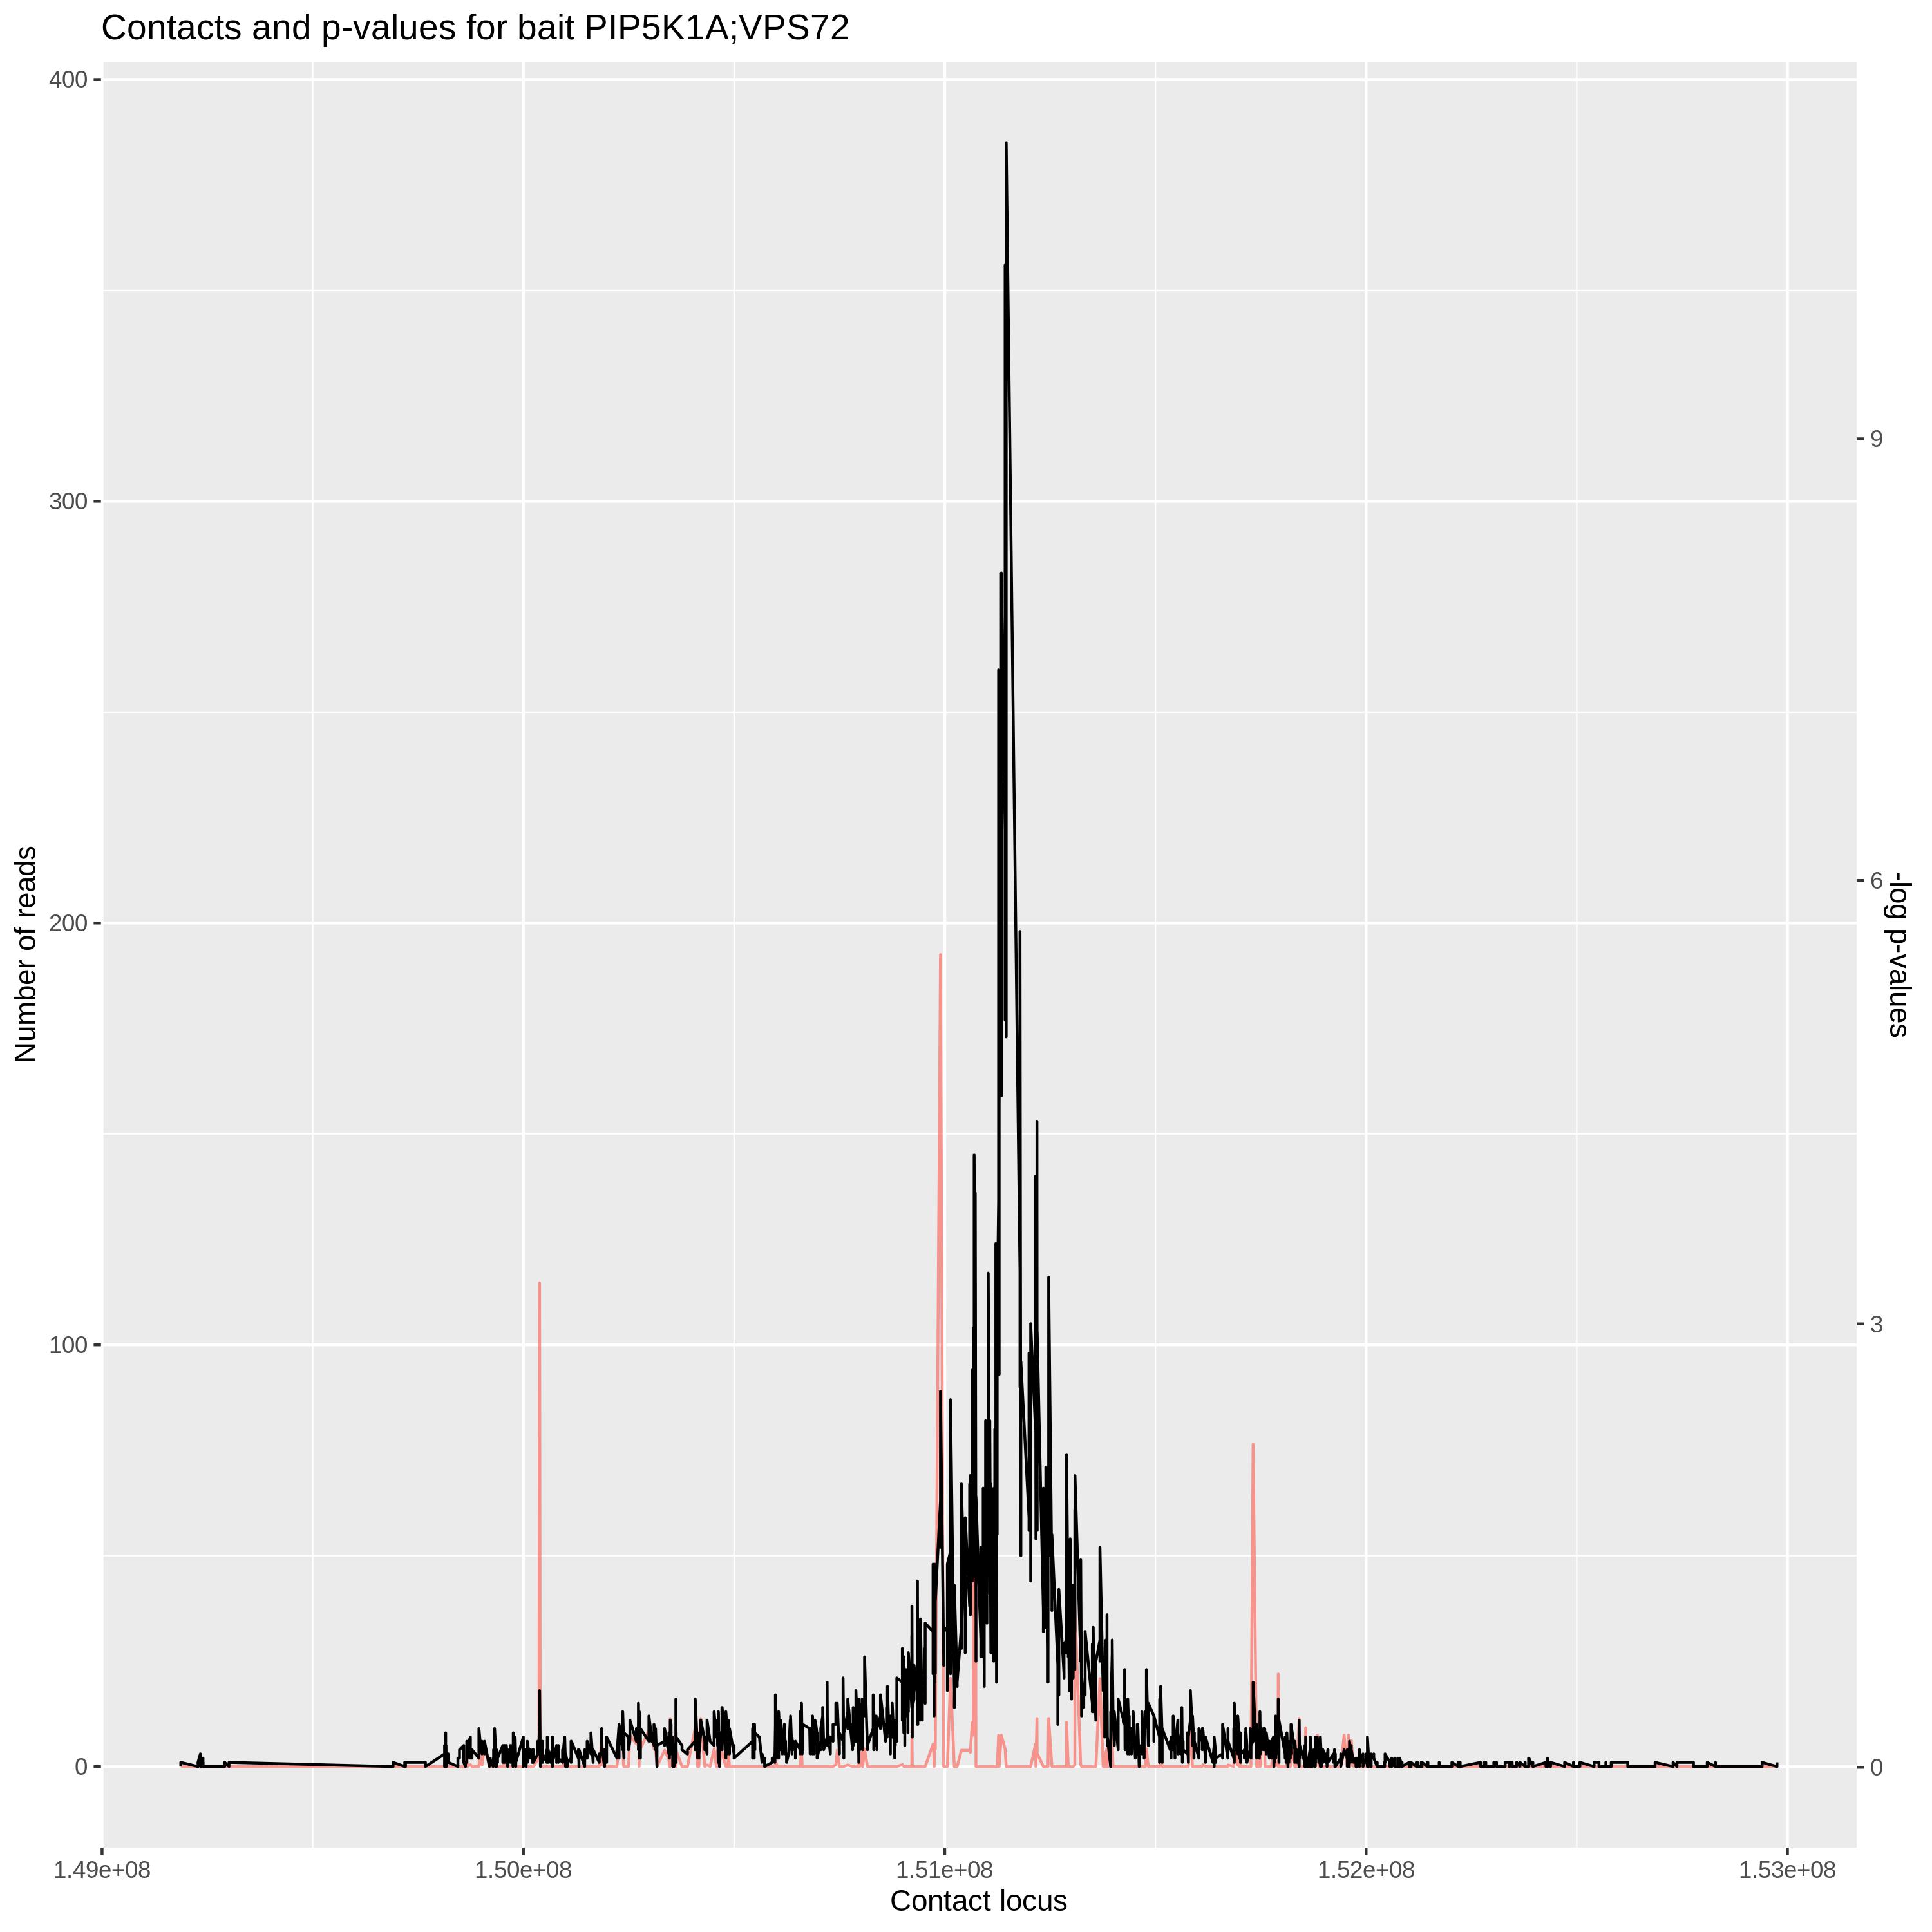 Contacts and p-values for bait PIP5K1A;VPS72
400
300
200
100
0
Number of reads
9
6
3
0
-log p-values
1.49e+08
1.50e+08
1.51e+08
1.52e+08
1.53e+08
Contact locus